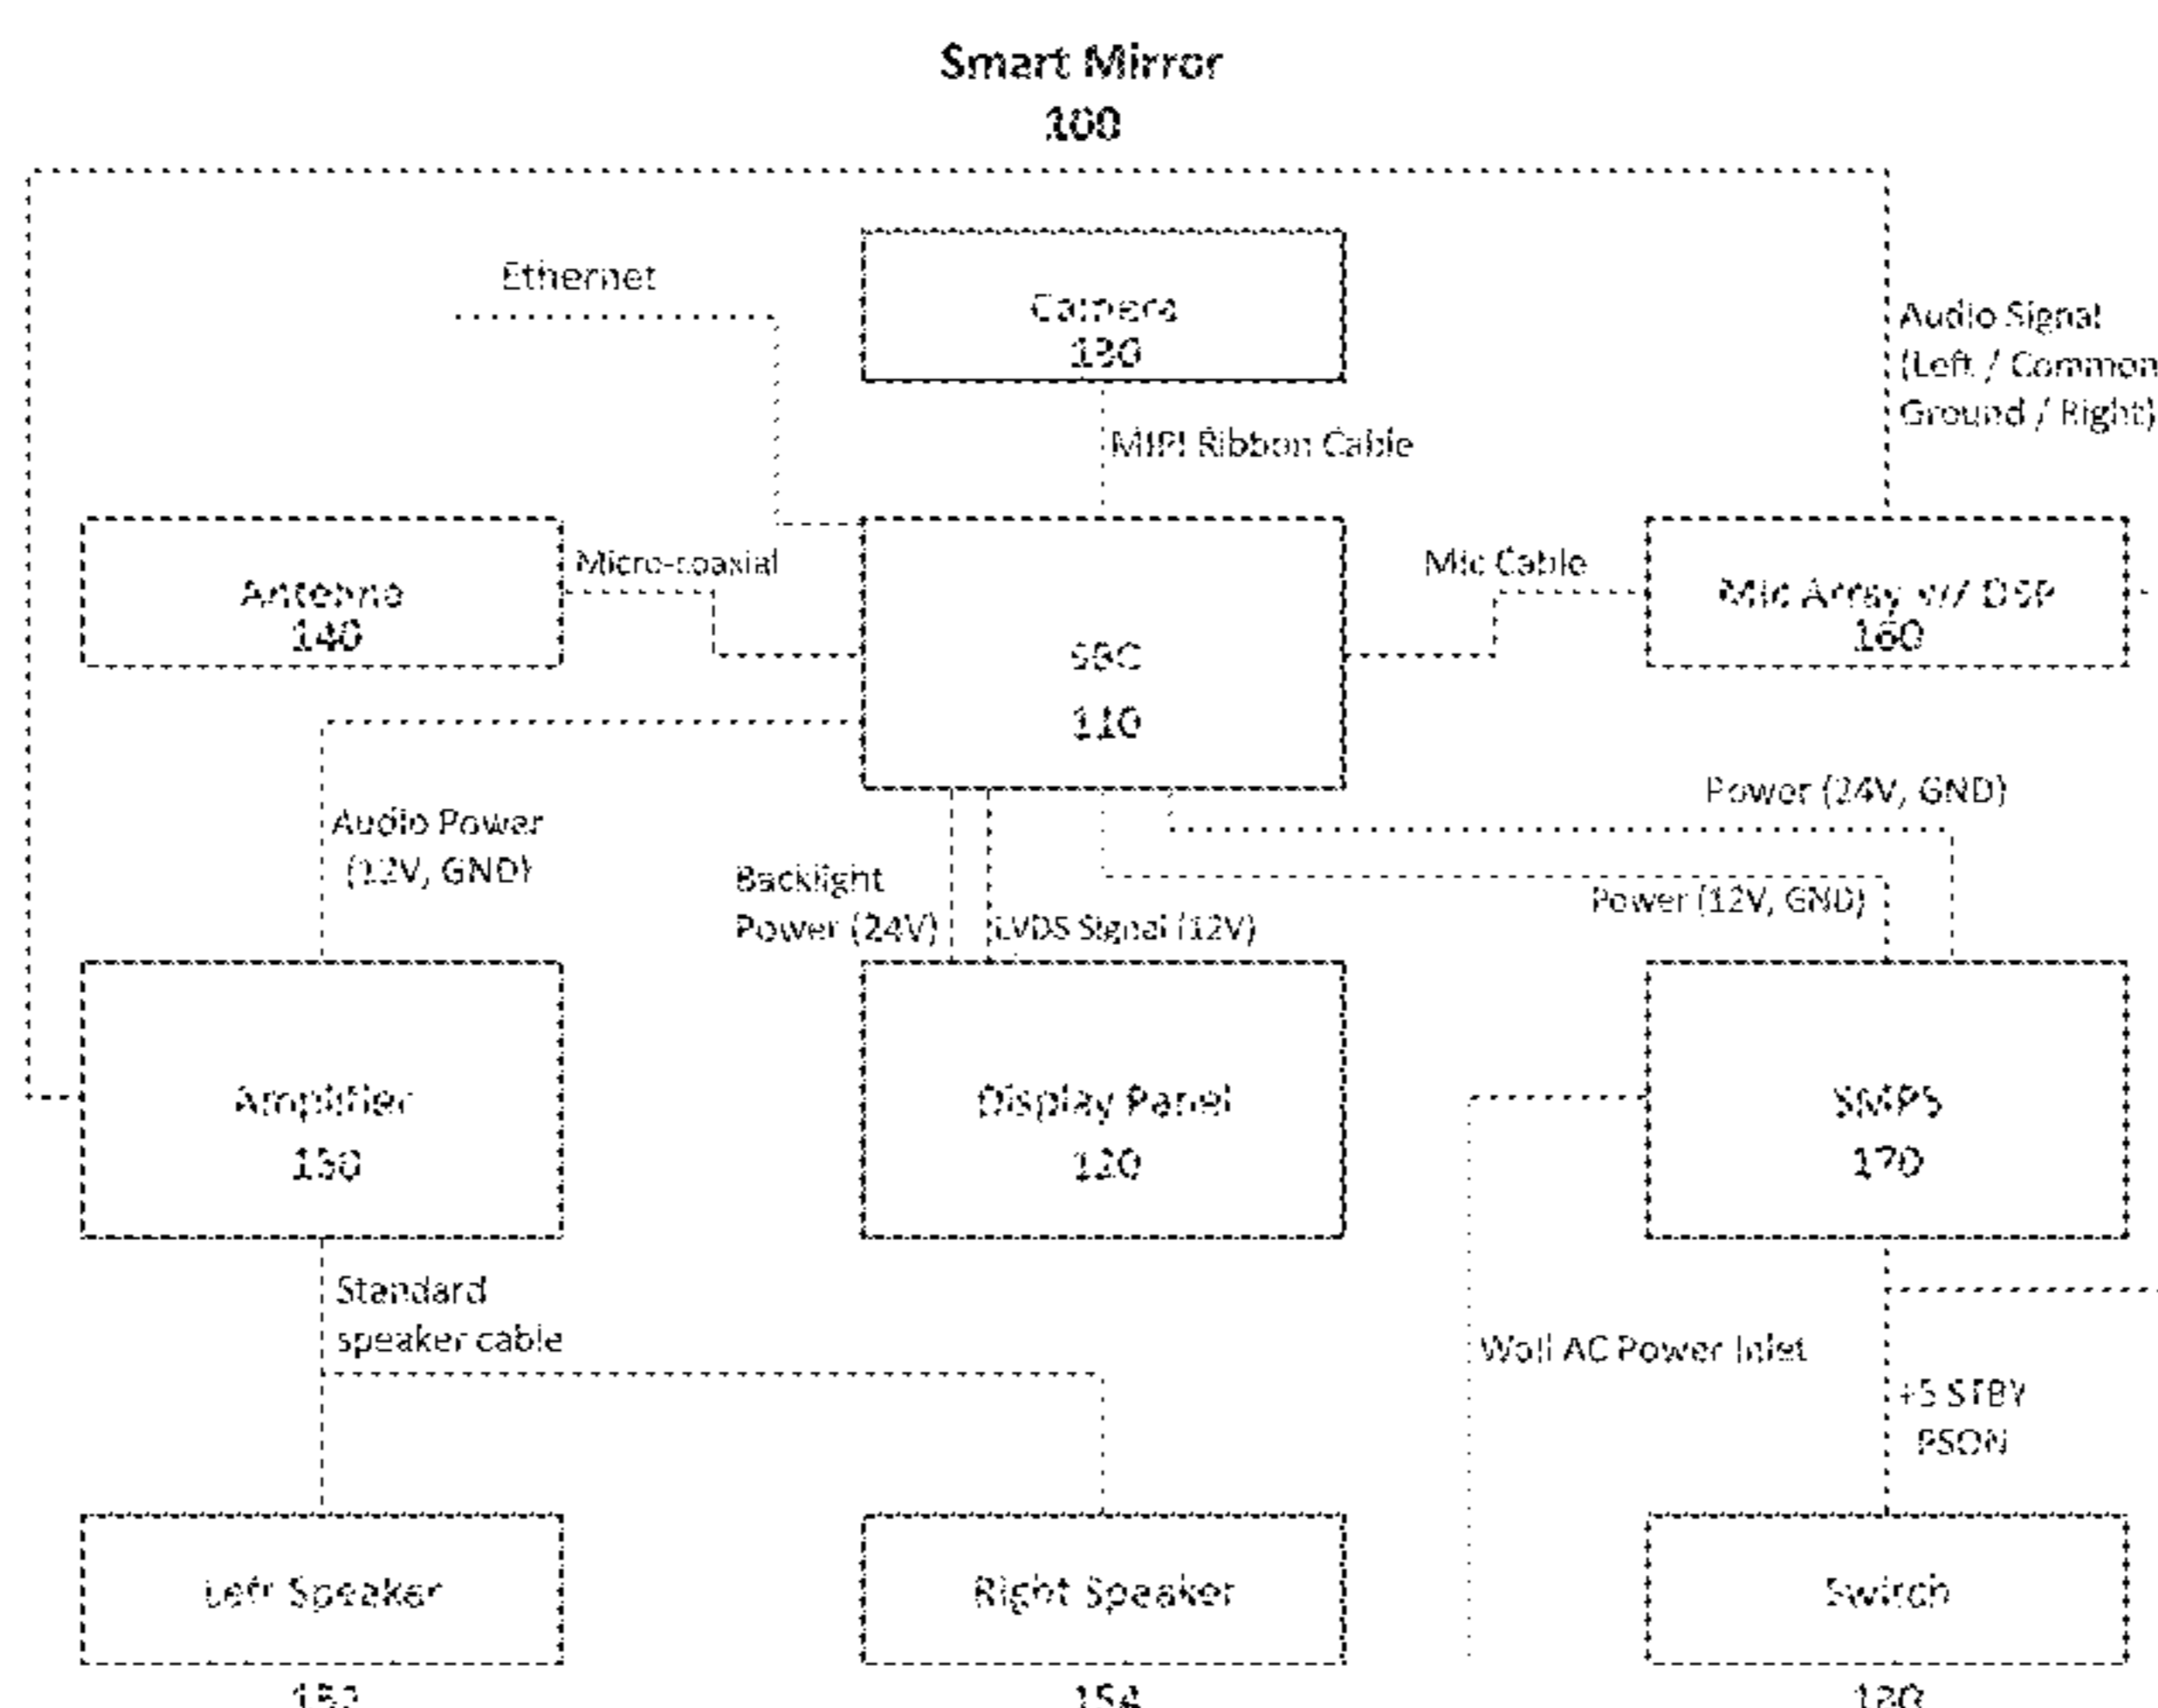 Smart Mirror
100
Ethernet
Camera
130
Audio Signal
(Left / Common
Ground / Right)
MIPI Ribbon Cable
Antenna
140
Micro-coaxial
SBC
110
Mic Cable
Mic Array w/ DSP
160
Audio Power
(12V, GND)
Backlight
Power (24V)
LVDS Signal (12V)
Power (24V, GND)
Power (12V, GND)
Amplifier
150
Display Panel
120
SMPS
170
Standard
speaker cable
Wall AC Power Inlet
+5 STBY
PSON
Left Speaker
152
Right Speaker
154
Switch
180